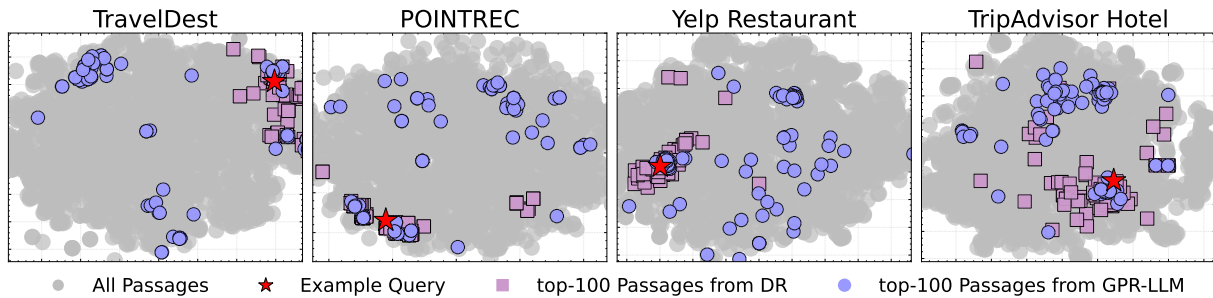 TravelDest
POINTREC
Yelp Restaurant
TripAdvisor Hotel
All Passages
Example Query
top-100 Passages from DR
top-100 Passages from GPR-LLM